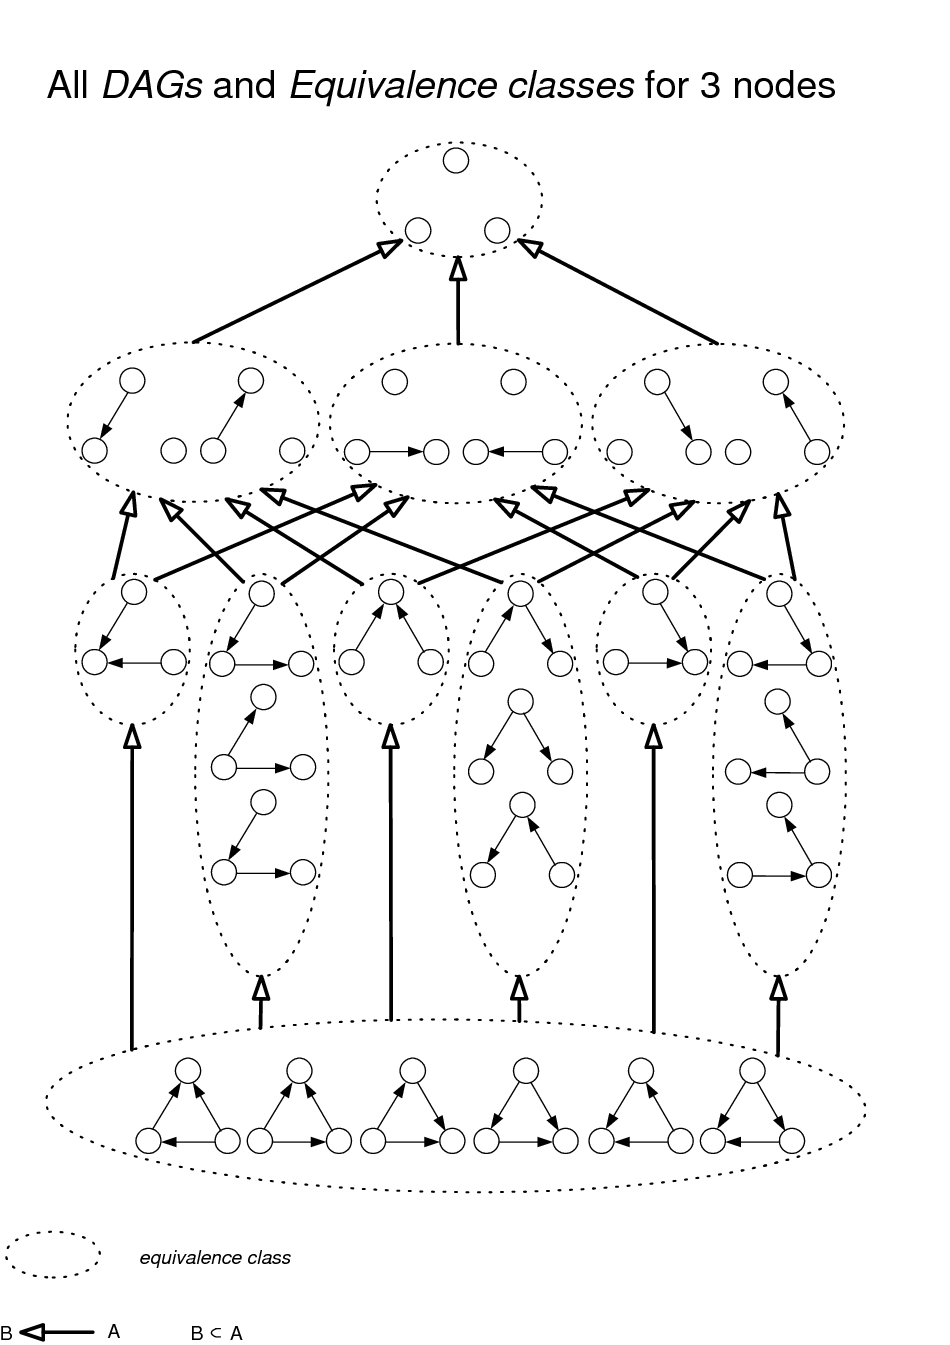 All DAGs and Equivalence classes for 3 nodes
equivalence class
B A B ⊂ A